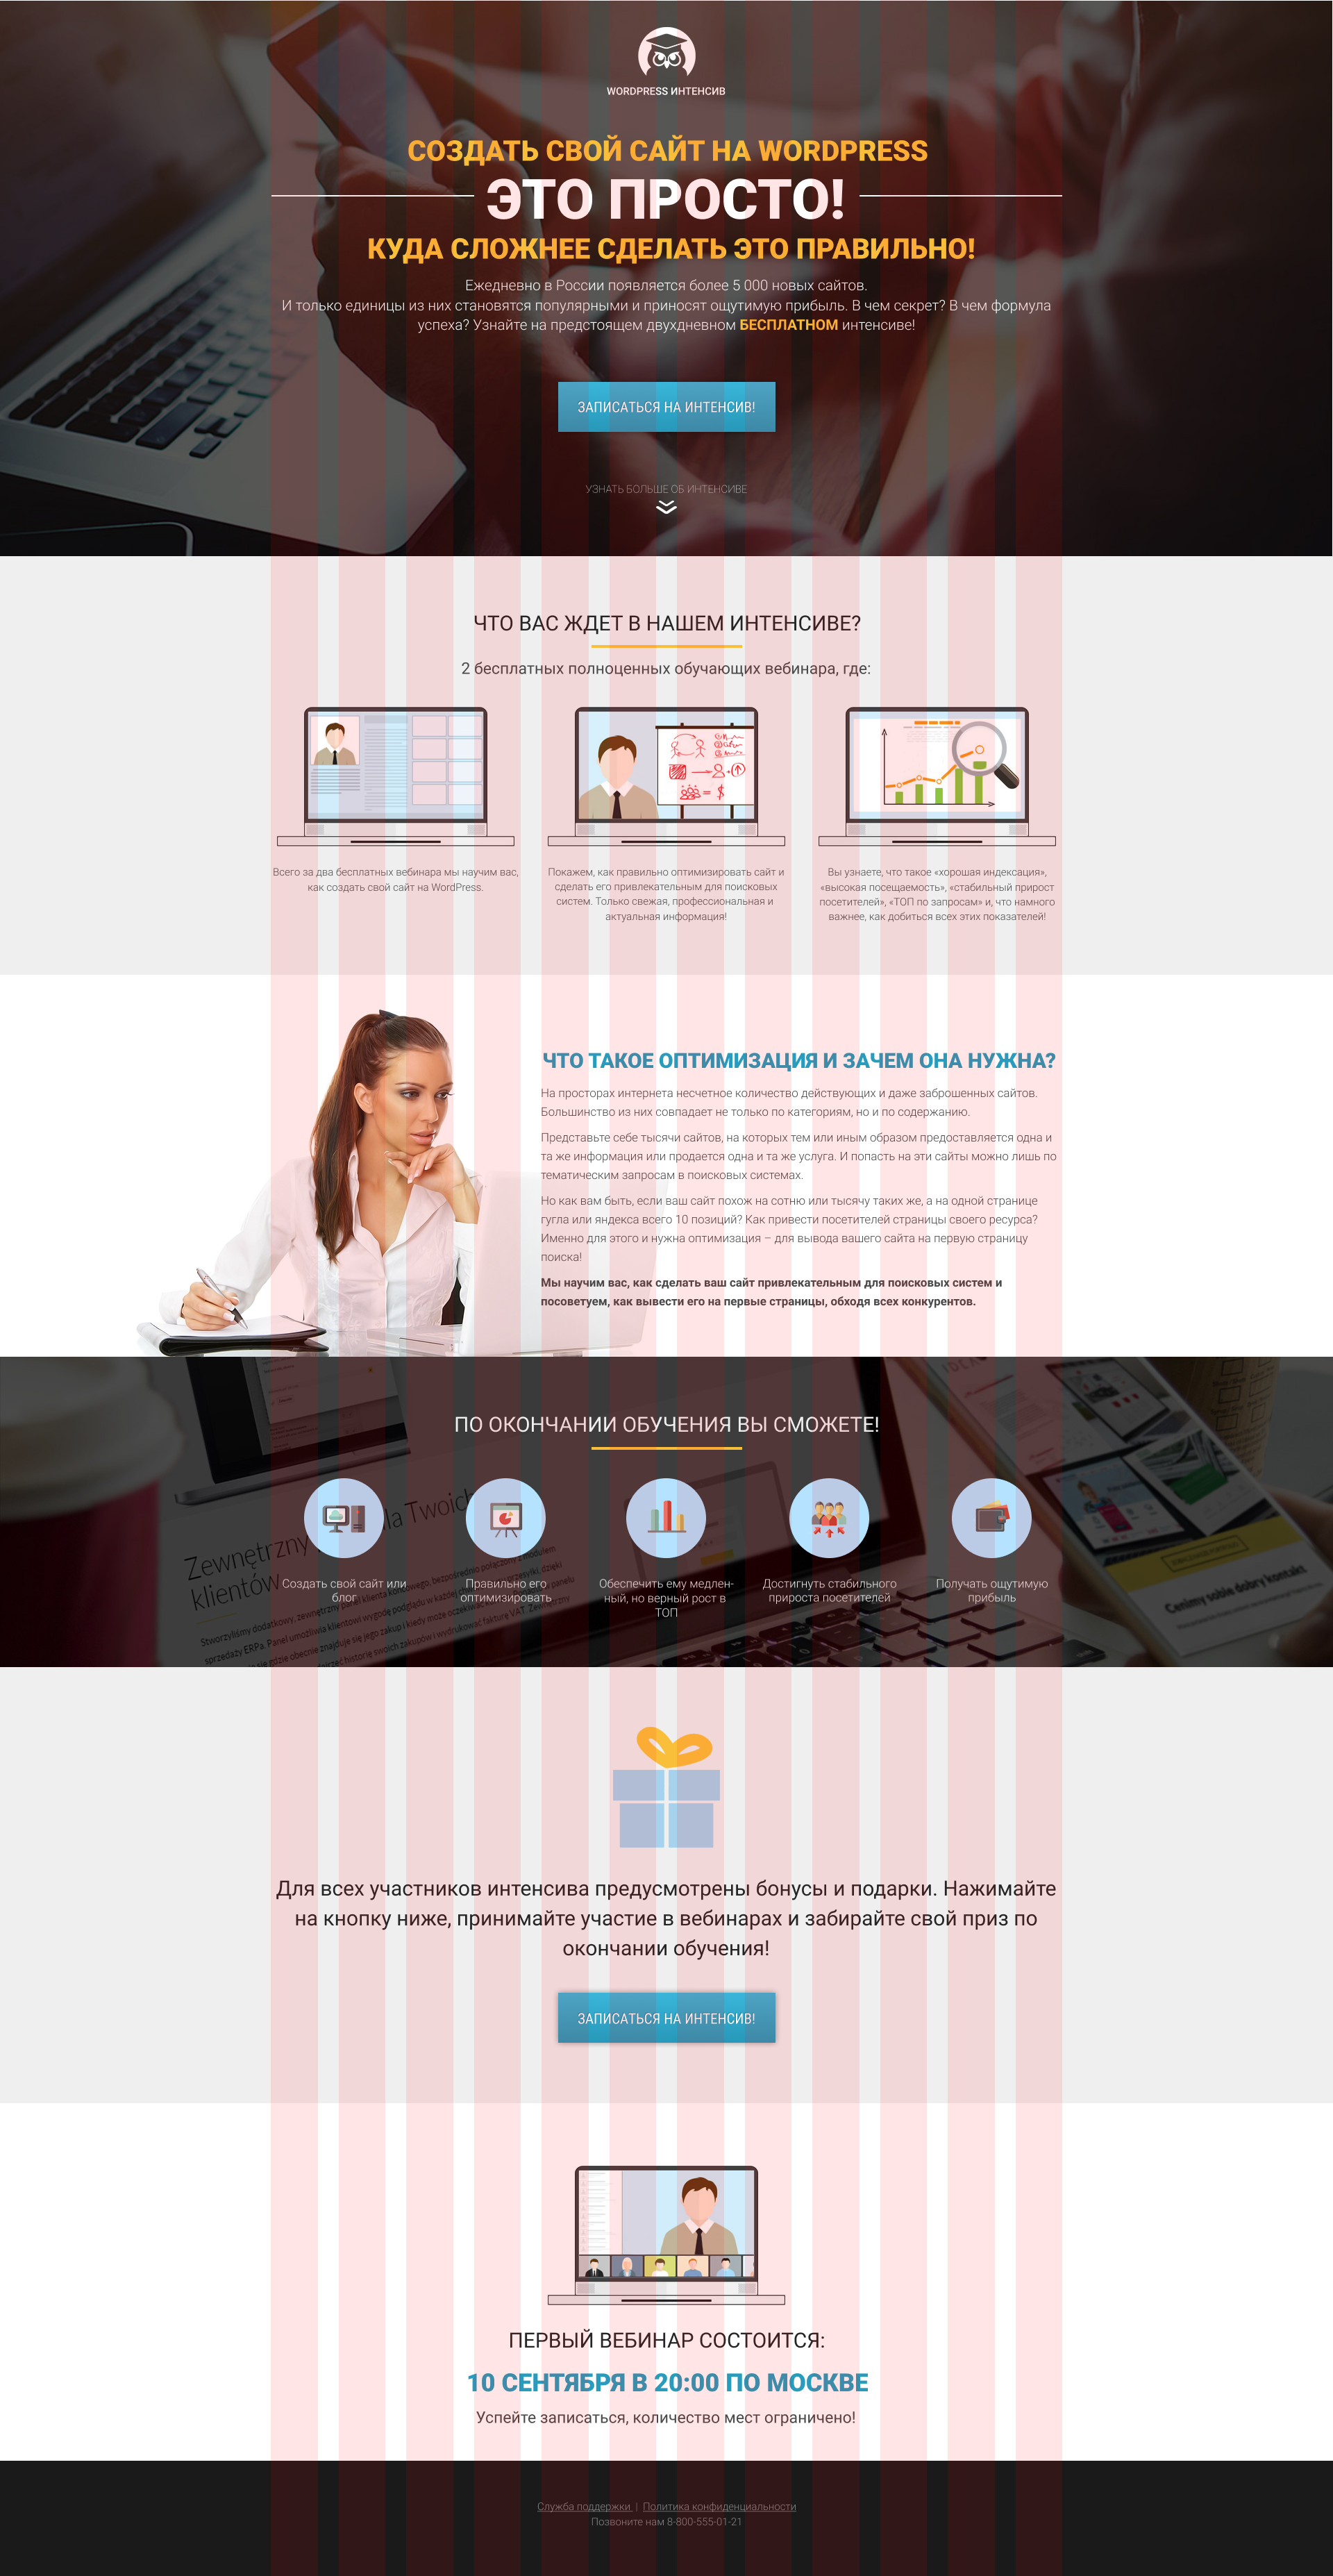 WORDPRESS ИНТЕНСИВ
СОЗДАТЬ СВОЙ САЙТ НА WORDPRESS
ЭТО ПРОСТО!
КУДА СЛОЖНЕЕ СДЕЛАТЬ ЭТО ПРАВИЛЬНО!
Ежедневно в России появляется более 5 000 новых сайтов.
И только единицы из них становятся популярными и приносят ощутимую прибыль. В чем секрет? В чем формула
успеха? Узнайте на предстоящем двухдневном БЕСПЛАТНОМ интенсиве!
ЗАПИСАТЬСЯ НА ИНТЕНСИВ!
УЗНАТЬ БОЛЬШЕ ОБ ИНТЕНСИВЕ
ЧТО ВАС ЖДЕТ В НАШЕМ ИНТЕНСИВЕ?
2 бесплатных полноценных обучающих вебинара, где:
Всего за два бесплатных вебинара мы научим вас,
как создать свой сайт на WordPress.
Покажем, как правильно оптимизировать сайт и
сделать его привлекательным для поисковых
систем. Только свежая, профессиональная и
актуальная информация!
Вы узнаете, что такое «хорошая индексация»,
«высокая посещаемость», «стабильный прирост
посетителей», «ТОП по запросам» и, что намного
важнее, как добиться всех этих показателей!
ЧТО ТАКОЕ ОПТИМИЗАЦИЯ И ЗАЧЕМ ОНА НУЖНА?
На просторах интернета несчетное количество действующих и даже заброшенных сайтов.
Большинство из них совпадает не только по категориям, но и по содержанию.
Представьте себе тысячи сайтов, на которых тем или иным образом предоставляется одна и
та же информация или продается одна и та же услуга. И попасть на эти сайты можно лишь по
тематическим запросам в поисковых системах.
Но как вам быть, если ваш сайт похож на сотню или тысячу таких же, а на одной странице
гугла или яндекса всего 10 позиций? Как привести посетителей страницы своего ресурса?
Именно для этого и нужна оптимизация – для вывода вашего сайта на первую страницу
поиска!
Мы научим вас, как сделать ваш сайт привлекательным для поисковых систем и
посоветуем, как вывести его на первые страницы, обходя всех конкурентов.
ПО ОКОНЧАНИИ ОБУЧЕНИЯ ВЫ СМОЖЕТЕ!
Zewnętrzny
la Twoich
klientów
Создать свой сайт или
блог
Правильно его
оптимизировать
Обеспечить ему медлен-
ный, но верный рост в
ТОП
Достигнуть стабильного
прироста посетителей
Получать ощутимую
прибыль
Cenimy sobie dobry kontakt.
Для всех участников интенсива предусмотрены бонусы и подарки. Нажимайте
на кнопку ниже, принимайте участие в вебинарах и забирайте свой приз по
окончании обучения!
ЗАПИСАТЬСЯ НА ИНТЕНСИВ!
ПЕРВЫЙ ВЕБИНАР СОСТОИТСЯ:
10 СЕНТЯБРЯ В 20:00 ПО МОСКВЕ
Успейте записаться, количество мест ограничено!
Служба поддержки | Политика конфиденциальности
Позвоните нам 8-800-555-01-21